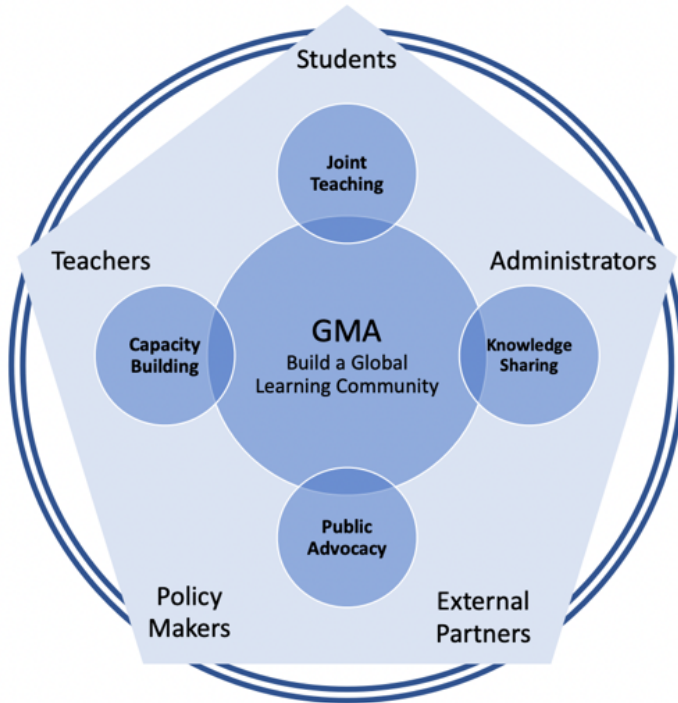 Students
Joint
Teaching
Teachers
Administrators
GMA
Build a Global
Learning Community
Capacity
Building
Knowledge
Sharing
Public
Advocacy
Policy
Makers
External
Partners